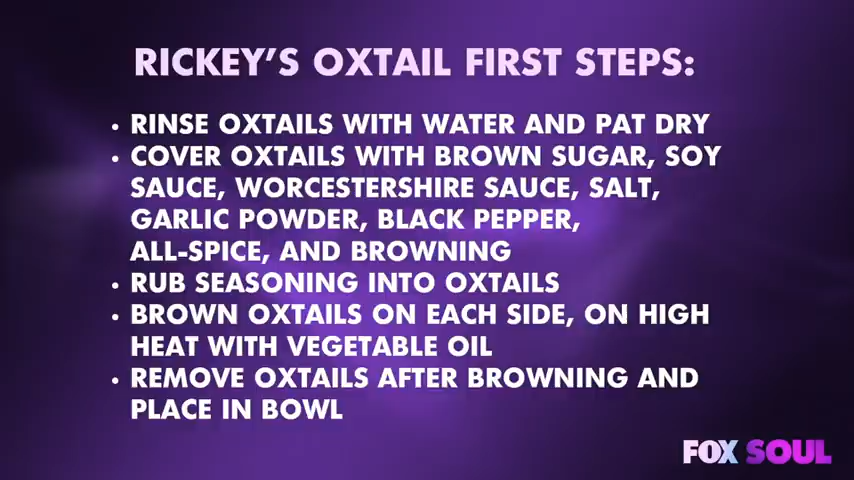 RICKEY'S OXTAIL FIRST STEPS:
• RINSE OXTAILS WITH WATER AND PAT DRY
• COVER OXTAILS WITH BROWN SUGAR, SOY
SAUCE, WORCESTERSHIRE SAUCE, SALT,
GARLIC POWDER, BLACK PEPPER,
ALL-SPICE, AND BROWNING
• RUB SEASONING INTO OXTAILS
• BROWN OXTAILS ON EACH SIDE, ON HIGH
HEAT WITH VEGETABLE OIL
• REMOVE OXTAILS AFTER BROWNING AND
PLACE IN BOWL
FOX SOUL